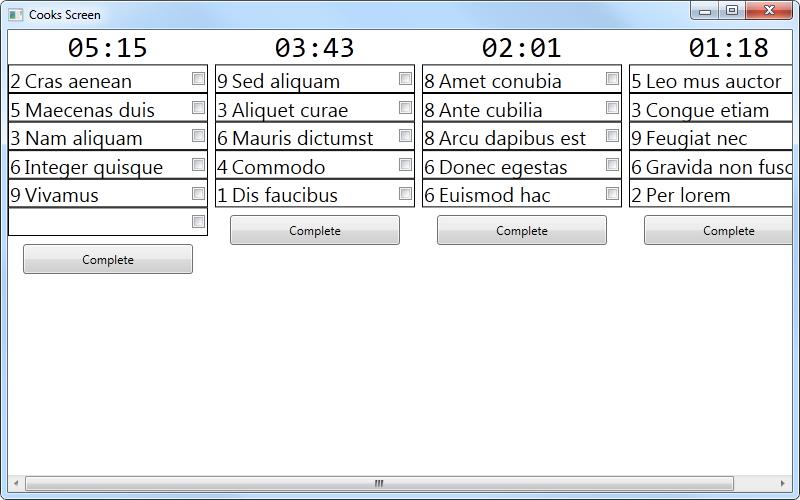 Cooks Screen
05:15
2 Cras aenean
5 Maecenas duis
3 Nam aliquam
6 Integer quisque
9 Vivamus
Complete
03:43
9 Sed aliquam
3 Aliquet curae
6 Mauris dictumst
4 Commodo
1 Dis faucibus
Complete
02:01
8 Amet conubia
8 Ante cubilia
8 Arcu dapibus est
6 Donec egestas
6 Euismod hac
Complete
01:18
5 Leo mus auctor
3 Congue etiam
9 Feugiat nec
6 Gravida non fusc
2 Per lorem
Complete